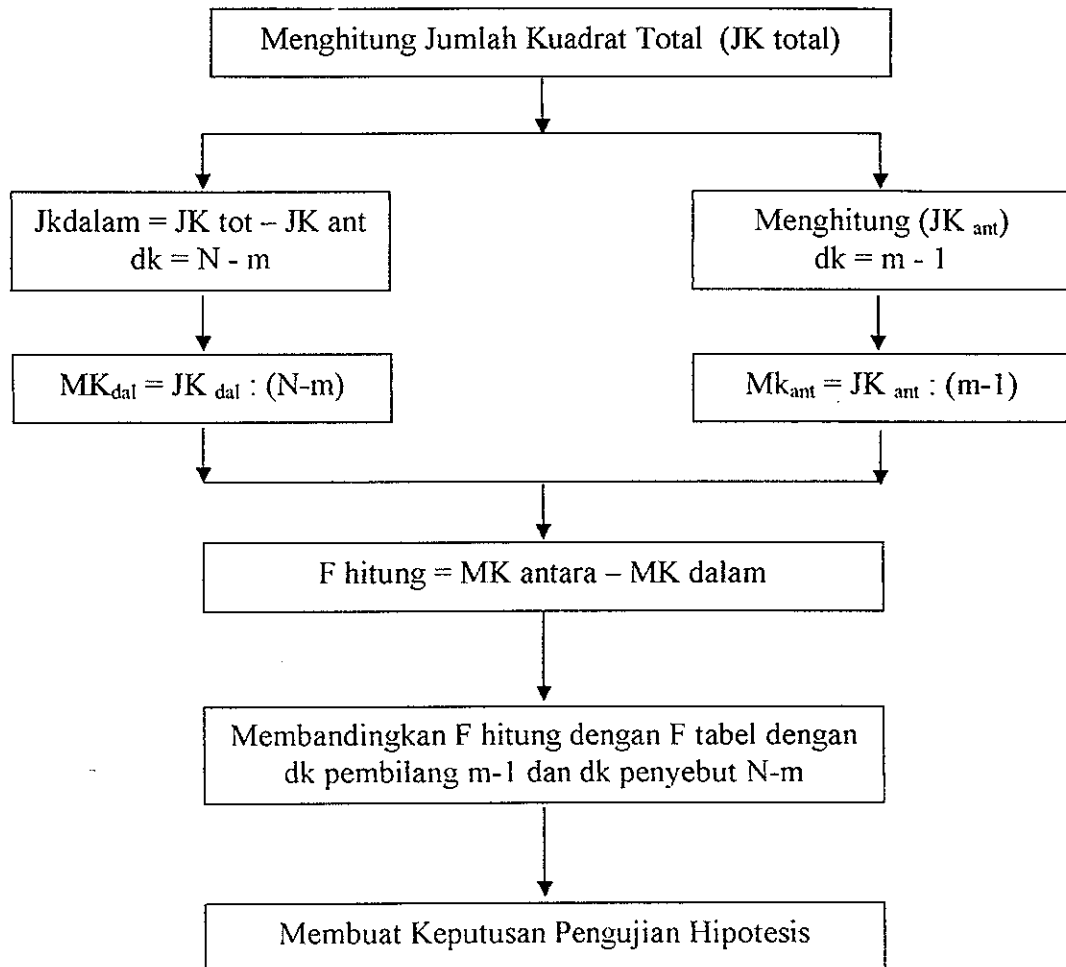 Menghitung Jumlah Kuadrat Total (JK total)
Jkdalam = JK tot – JK ant
dk = N - m
Menghitung (JK ant)
dk = m - 1
MKdal = JK dal : (N-m)
Mkant = JK ant : (m-1)
F hitung = MK antara – MK dalam
Membandingkan F hitung dengan F tabel dengan
dk pembilang m-1 dan dk penyebut N-m
Membuat Keputusan Pengujian Hipotesis